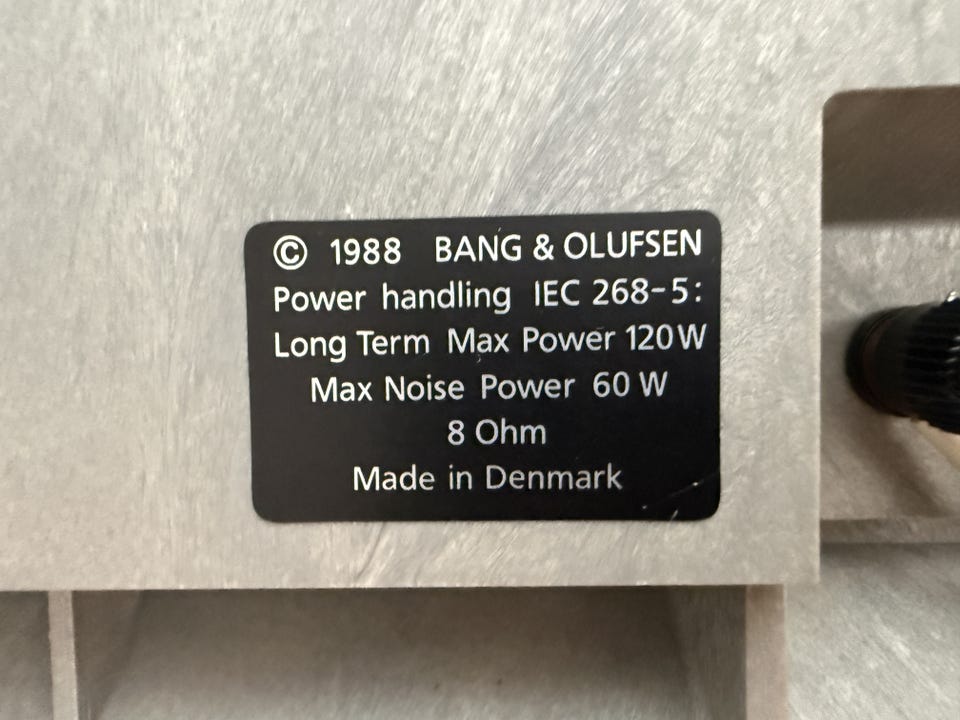 © 1988 BANG & OLUFSEN
Power handling IEC 268-5:
Long Term Max Power 120W
Max Noise Power 60 W
8 Ohm
Made in Denmark